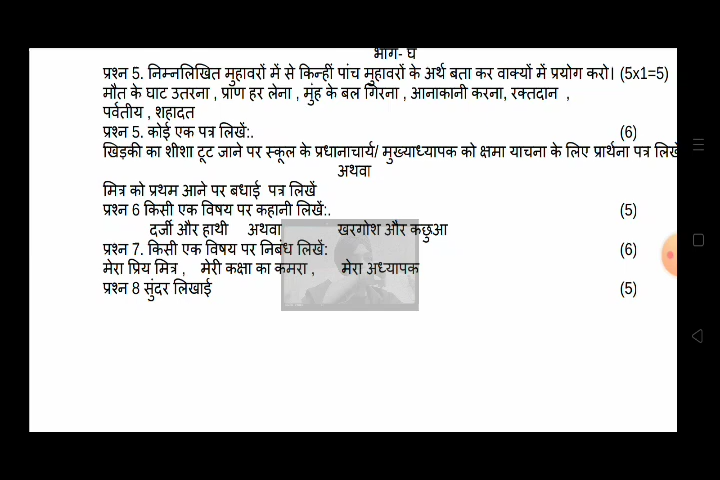 भाग- घ
प्रश्न 5. निम्नलिखित मुहावरों में से किन्हीं पांच मुहावरों के अर्थ बता कर वाक्यों में प्रयोग करो। (5x1=5)
मौत के घाट उतरना , प्राण हर लेना , मुंह के बल गिरना , आनाकानी करना, रक्तदान ,
पर्वतीय , शहादत
प्रश्न 5. कोई एक पत्र लिखें:. (6)
खिड़की का शीशा टूट जाने पर स्कूल के प्रधानाचार्य/ मुख्याध्यापक को क्षमा याचना के लिए प्रार्थना पत्र लिखें
अथवा
मित्र को प्रथम आने पर बधाई पत्र लिखें
प्रश्न 6 किसी एक विषय पर कहानी लिखें:. (5)
दर्जी और हाथी अथवा खरगोश और कछुआ
प्रश्न 7. किसी एक विषय पर निबंध लिखें: (6)
मेरा प्रिय मित्र , मेरी कक्षा का कमरा , मेरा अध्यापक
प्रश्न 8 सुंदर लिखाई (5)